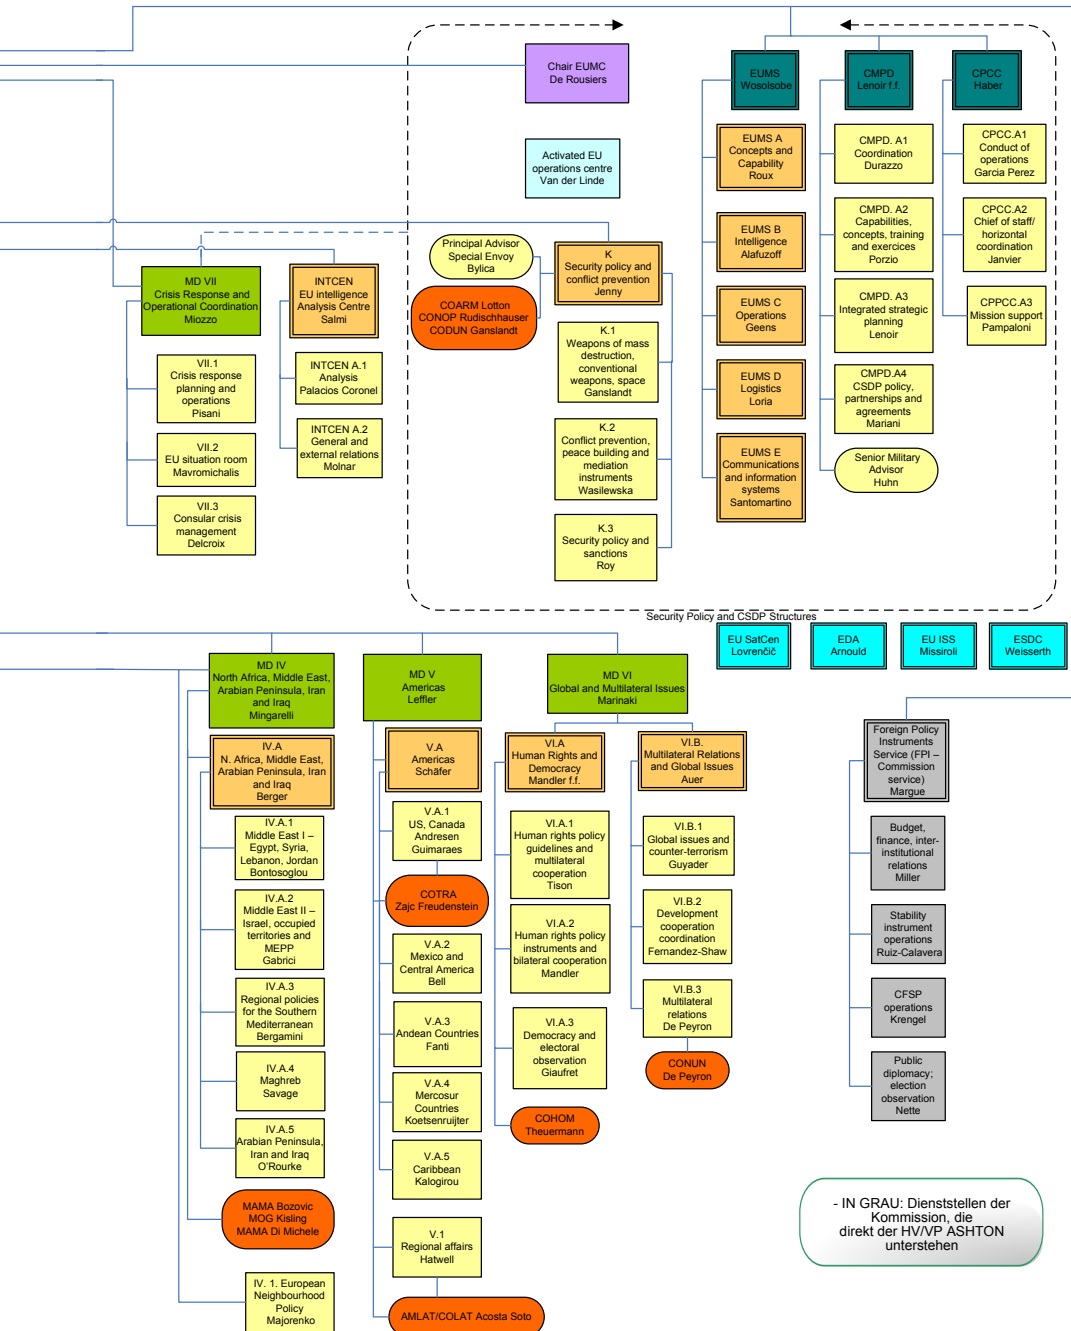 Chair EUMC
De Rousiers
Activated EU
operations centre
Van der Linde
EUMS
Wosolsobe
CMPD
Lenoir f.f.
CPCC
Haber
EUMS A
Concepts and
Capability
Roux
EUMS B
Intelligence
Alafuzoff
EUMS C
Operations
Geens
EUMS D
Logistics
Loria
EUMS E
Communications
and information
systems
Santomartino
CMPD. A1
Coordination
Durazzo
CMPD. A2
Capabilities,
concepts, training
and exercices
Porzio
CMPD. A3
Integrated strategic
planning
Lenoir
CMPD.A4
CSDP policy,
partnerships and
agreements
Mariani
Senior Military
Advisor
Huhn
CPCC.A1
Conduct of
operations
Garcia Perez
CPCC.A2
Chief of staff/
horizontal
coordination
Janvier
CPPCC.A3
Mission support
Pampaloni
Principal Advisor
Special Envoy
Bylica
COARM Lotton
CONOP Rudischhauser
CODUN Ganslandt
K
Security policy and
conflict prevention
Jenny
K.1
Weapons of mass
destruction,
conventional
weapons, space
Ganslandt
K.2
Conflict prevention,
peace building and
mediation
instruments
Wasilewska
K.3
Security policy and
sanctions
Roy
MD VII
Crisis Response and
Operational Coordination
Miozzo
VII.1
Crisis response
planning and
operations
Pisani
VII.2
EU situation room
Mavromichalis
VII.3
Consular crisis
management
Delcroix
INTCEN
EU intelligence
Analysis Centre
Salmi
INTCEN A.1
Analysis
Palacios Coronel
INTCEN A.2
General and
external relations
Molnar
Security Policy and CSDP Structures
EU SatCen
Lovrenčič
EDA
Arnould
EU ISS
Missiroli
ESDC
Weisserth
MD IV
North Africa, Middle East,
Arabian Peninsula, Iran
and Iraq
Mingarelli
IV.A
N. Africa, Middle East,
Arabian Peninsula, Iran
and Iraq
Berger
IV.A.1
Middle East I –
Egypt, Syria,
Lebanon, Jordan
Bontosoglou
IV.A.2
Middle East II –
Israel, occupied
territories and
MEPP
Gabrici
IV.A.3
Regional policies
for the Southern
Mediterranean
Bergamini
IV.A.4
Maghreb
Savage
IV.A.5
Arabian Peninsula,
Iran and Iraq
O'Rourke
MAMA Bozovic
MOG Kisling
MAMA Di Michele
IV. 1. European
Neighbourhood
Policy
Majorenko
MD V
Americas
Leffler
V.A
Americas
Schäfer
V.A.1
US, Canada
Andresen
Guimaraes
COTRA
Zajc Freudenstein
V.A.2
Mexico and
Central America
Bell
V.A.3
Andean Countries
Fanti
V.A.4
Mercosur
Countries
Koetsenruijter
V.A.5
Caribbean
Kalogirou
V.1
Regional affairs
Hatwell
AMLAT/COLAT Acosta Soto
MD VI
Global and Multilateral Issues
Marinaki
VI.A
Human Rights and
Democracy
Mandler f.f.
VI.A.1
Human rights policy
guidelines and
multilateral
cooperation
Tison
VI.A.2
Human rights policy
instruments and
bilateral cooperation
Mandler
VI.A.3
Democracy and
electoral
observation
Giaufret
COHOM
Theuermann
VI.B.
Multilateral Relations
and Global Issues
Auer
VI.B.1
Global issues and
counter-terrorism
Guyader
VI.B.2
Development
cooperation
coordination
Fernandez-Shaw
VI.B.3
Multilateral
relations
De Peyron
CONUN
De Peyron
Foreign Policy
Instruments
Service (FPI –
Commission
service)
Margue
Budget,
finance, inter-
institutional
relations
Miller
Stability
instrument
operations
Ruiz-Calavera
CFSP
operations
Krengel
Public
diplomacy;
election
observation
Nette
- IN GRAU: Dienststellen der
Kommission, die
direkt der HV/VP ASHTON
unterstehen